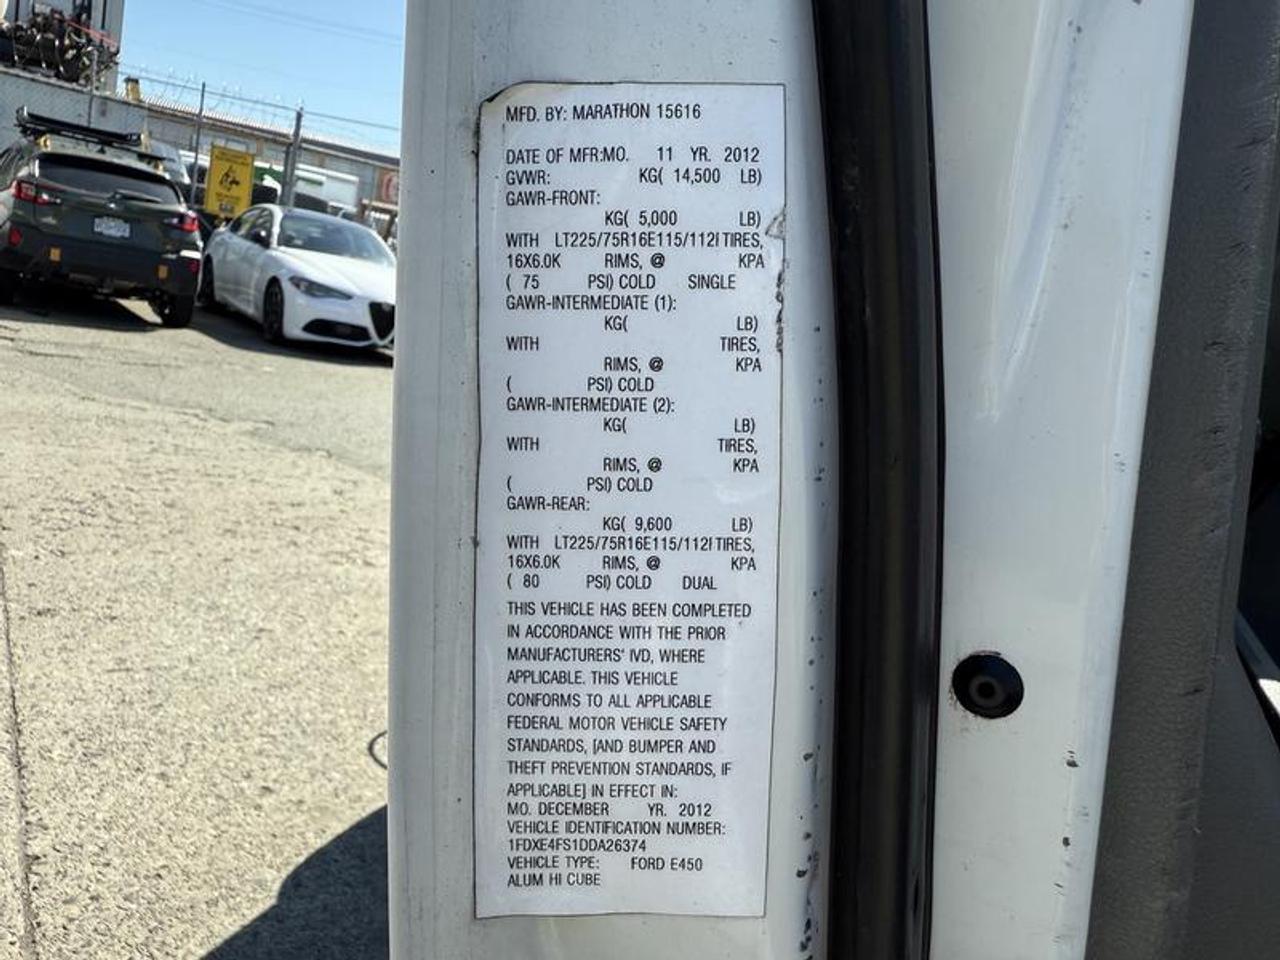 MFD. BY: MARATHON 15616
DATE OF MFR:MO. 11 YR. 2012
GVWR: KG( 14,500 LB)
GAWR-FRONT:
KG( 5,000 LB)
WITH LT225/75R16E115/112 TIRES,
16X6.0K RIMS, @ KPA
( 75 PSI) COLD SINGLE
GAWR-INTERMEDIATE (1):
KG( LB)
WITH TIRES,
RIMS, @ KPA
( PSI) COLD
GAWR-INTERMEDIATE (2):
KG( LB)
WITH TIRES,
RIMS, @ KPA
( PSI) COLD
GAWR-REAR:
KG( 9,600 LB)
WITH LT225/75R16E115/112 TIRES,
16X6.0K RIMS, @ KPA
( 80 PSI) COLD DUAL
THIS VEHICLE HAS BEEN COMPLETED
IN ACCORDANCE WITH THE PRIOR
MANUFACTURERS' IVD, WHERE
APPLICABLE. THIS VEHICLE
CONFORMS TO ALL APPLICABLE
FEDERAL MOTOR VEHICLE SAFETY
STANDARDS, [AND BUMPER AND
THEFT PREVENTION STANDARDS, IF
APPLICABLE] IN EFFECT IN:
MO. DECEMBER YR. 2012
VEHICLE IDENTIFICATION NUMBER:
1FDXE4FS1DDA26374
VEHICLE TYPE: FORD E450
ALUM HI CUBE